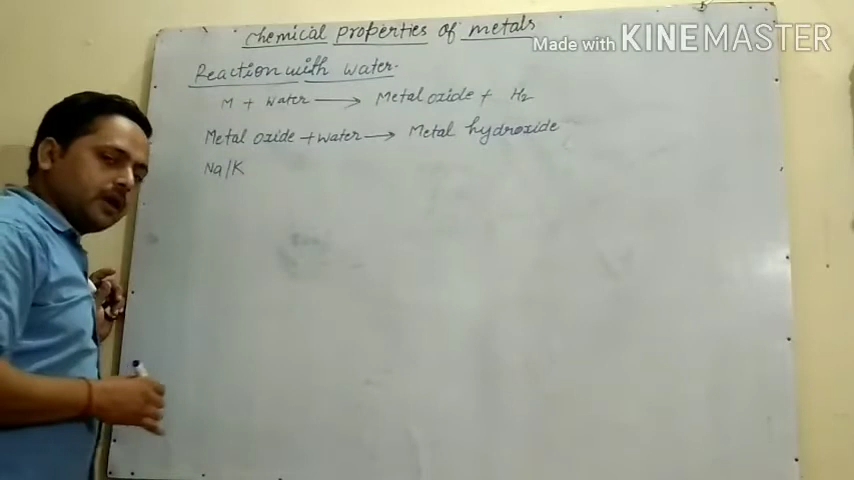 chemical properties of metals
Made with KINEMASTER
Reaction with water.
M + water ⟶ Metal oxide + H₂
Metal oxide + water ⟶ Metal hydroxide
Na/K